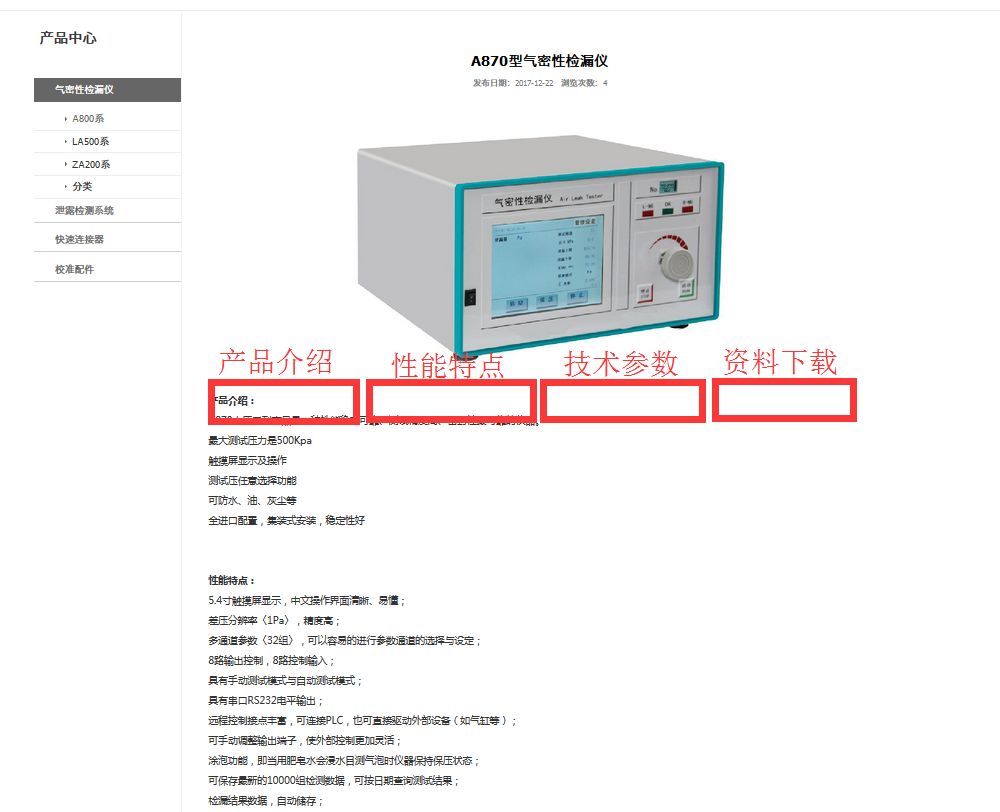 产品中心
气密性检漏仪
A800系
LA500系
ZA200系
分类
泄露检测系统
快速连接器
校准配件
A870型气密性检漏仪
发布日期：2017-12-22 浏览次数：4
气密性检漏仪 Air Leak Tester
No.
L-NG OK R-NG
产品介绍 性能特点 技术参数 资料下载
产品介绍：
最大测试压力是500Kpa
触摸屏显示及操作
测试压任意选择功能
可防水、油、灰尘等
全进口配置，集装式安装，稳定性好
性能特点：
5.4寸触摸屏显示，中文操作界面清晰、易懂；
差压分辨率（1Pa），精度高；
多通道参数（32组），可以容易的进行参数通道的选择与设定；
8路输出控制，8路控制输入；
具有手动测试模式与自动测试模式；
具有串口RS232电平输出；
远程控制接点丰富，可连接PLC，也可直接驱动外部设备（如气缸等）；
可手动调整输出端子，使外部控制更加灵活；
涂泡功能，即当用肥皂水会浸水目测气泡时仪器保持保压状态；
可保存最新的10000组检测数据，可按日期查询测试结果；
检漏结果数据，自动储存；